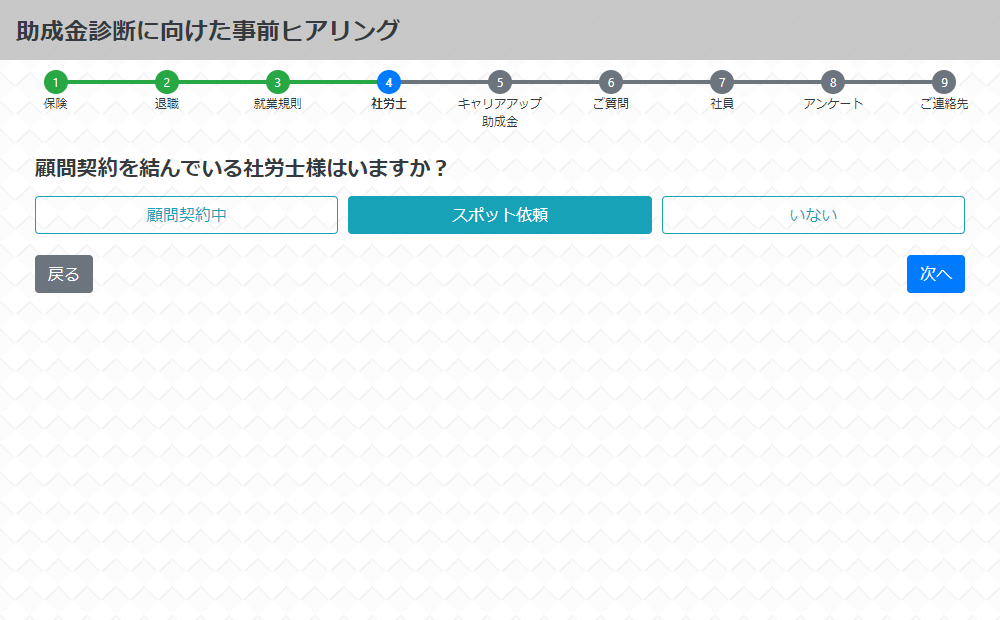 助成金診断に向けた事前ヒアリング
1 2 3 4 5 6 7 8 9
保険 退職 就業規則 社労士 キャリアアップ ご質問 社員 アンケート ご連絡先
助成金
顧問契約を結んでいる社労士様はいますか？
顧問契約中 スポット依頼 いない
戻る 次へ